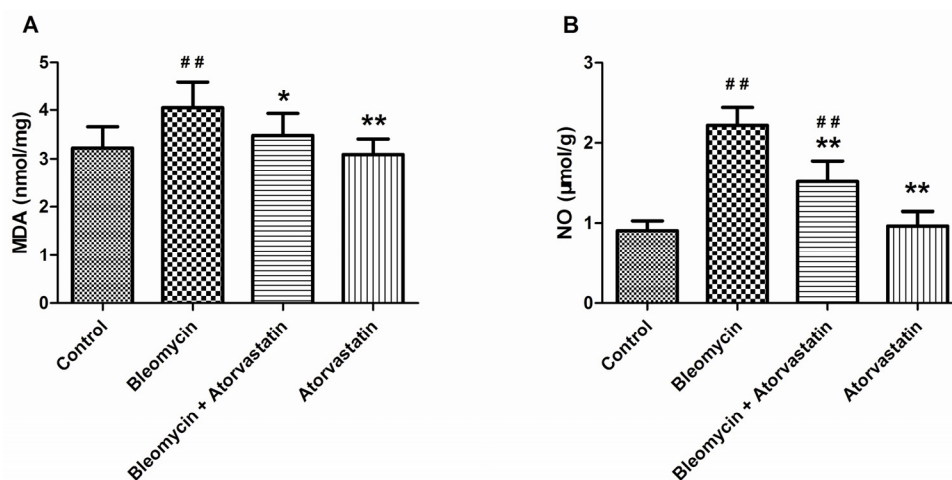 A
MDA (nmol/mg)
5
4
3
2
1
0
##
*
**
Control
Bleomycin
Bleomycin + Atorvastatin
Atorvastatin
B
NO (µmol/g)
3
2
1
0
##
##
**
**
Control
Bleomycin
Bleomycin + Atorvastatin
Atorvastatin